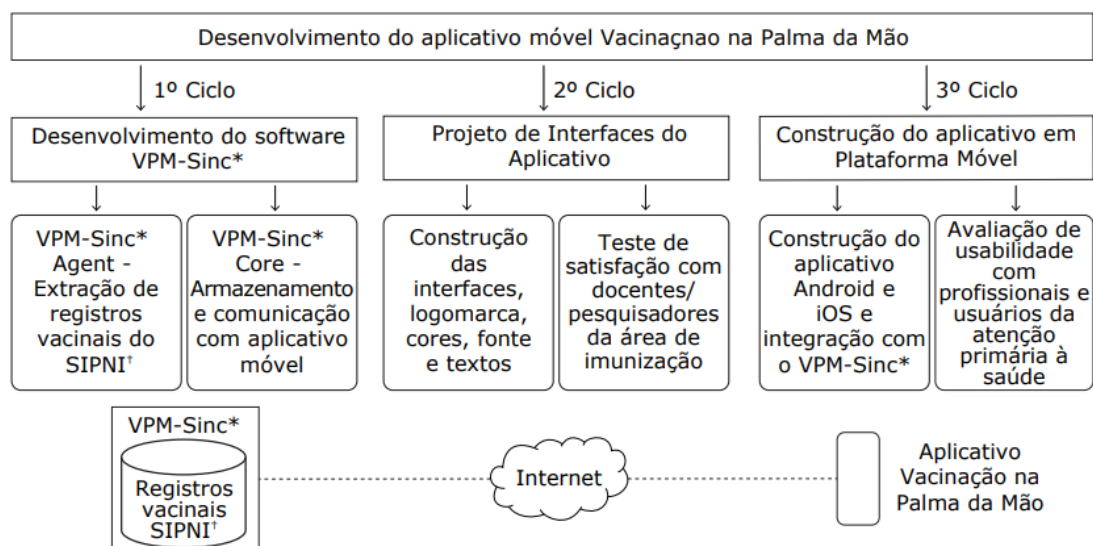 Desenvolvimento do aplicativo móvel Vacinaçnao na Palma da Mão
1º Ciclo
2º Ciclo
3º Ciclo
Desenvolvimento do software
VPM-Sinc*
Projeto de Interfaces do
Aplicativo
Construção do aplicativo em
Plataforma Móvel
VPM-Sinc*
Agent -
Extração de
registros
vacinais do
SIPNI†
VPM-Sinc*
Core -
Armazenamento
e comunicação
com aplicativo
móvel
Construção
das
interfaces,
logomarca,
cores, fonte
e textos
Teste de
satisfação com
docentes/
pesquisadores
da área de
imunização
Construção do
aplicativo
Android e
iOS e
integração com
o VPM-Sinc*
Avaliação de
usabilidade
com
profissionais e
usuários da
atenção
primária à
saúde
VPM-Sinc*
Registros
vacinais
SIPNI†
Internet
Aplicativo
Vacinação na
Palma da Mão